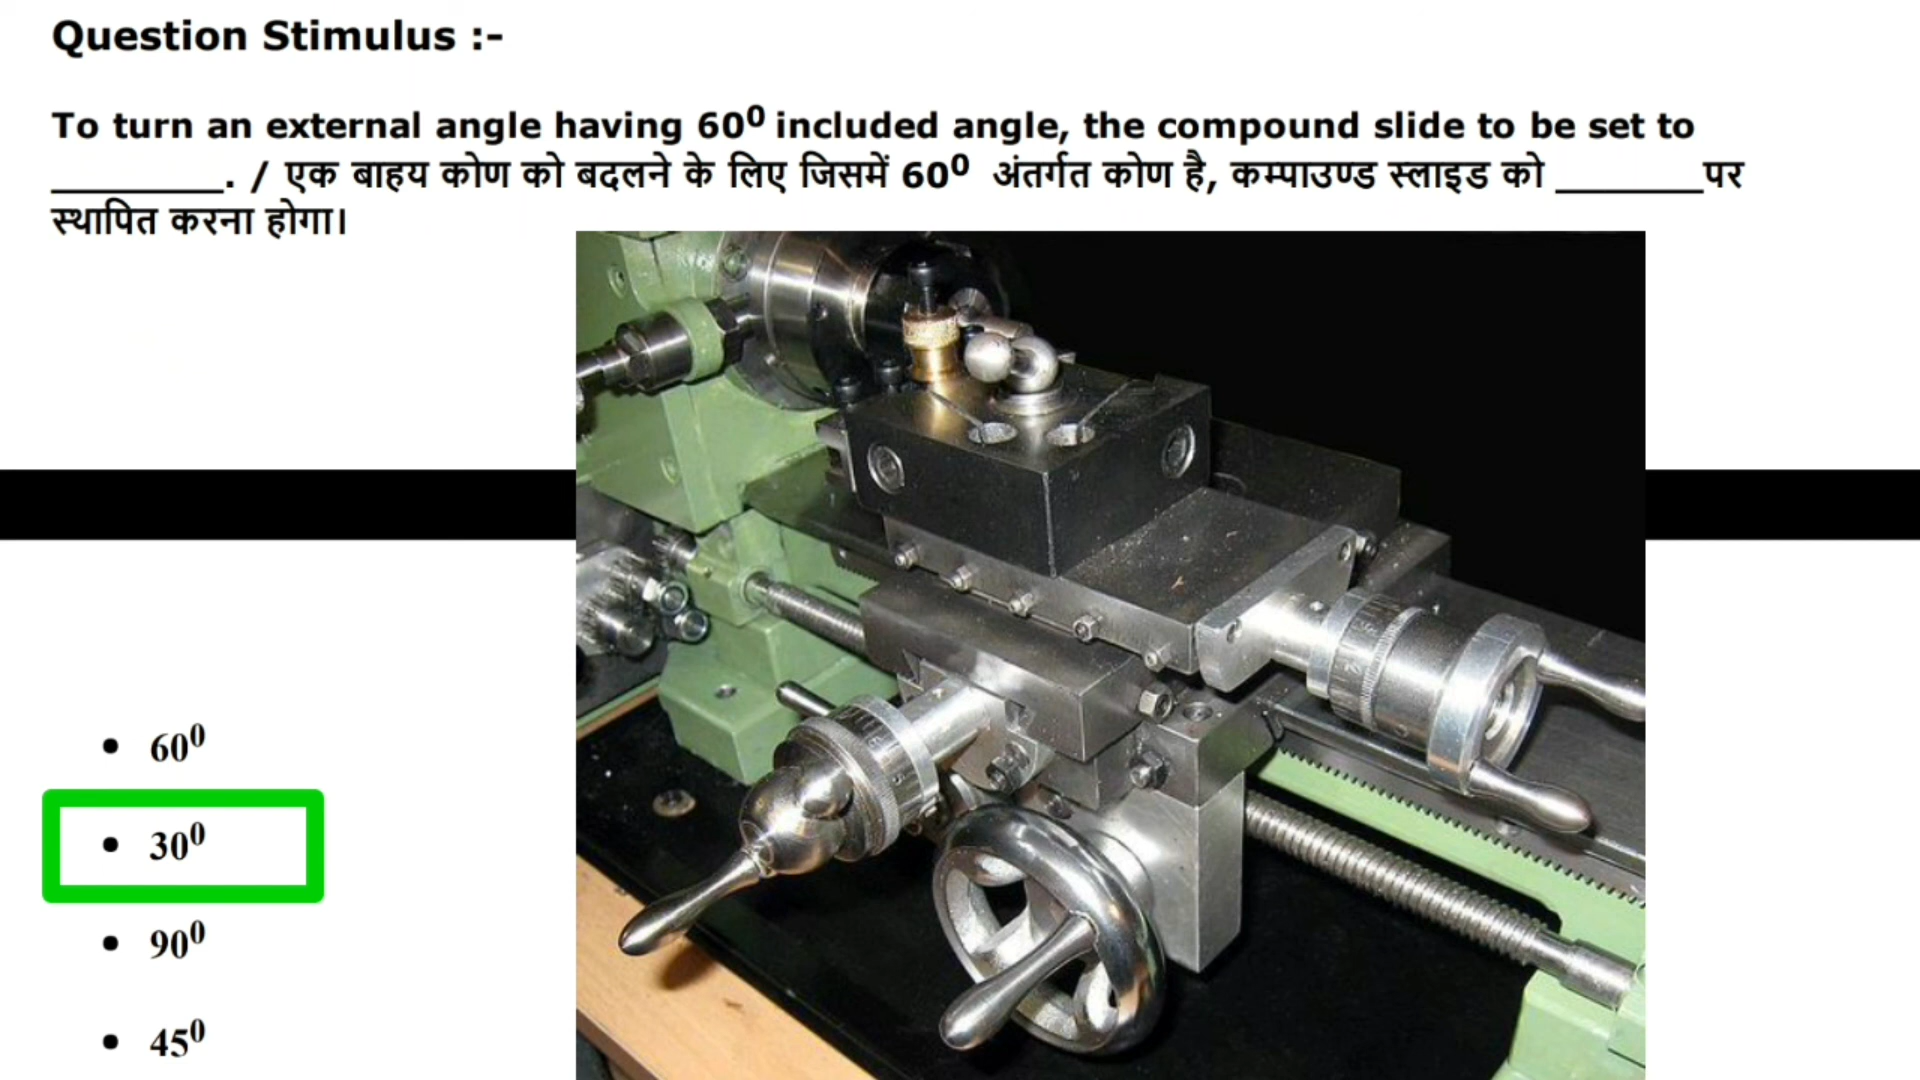 Question Stimulus :-
To turn an external angle having 60⁰ included angle, the compound slide to be set to
________. / एक बाहय कोण को बदलने के लिए जिसमें 60⁰ अंतर्गत कोण है, कम्पाउण्ड स्लाइड को _______पर
स्थापित करना होगा।
• 60⁰
• 30⁰
• 90⁰
• 45⁰